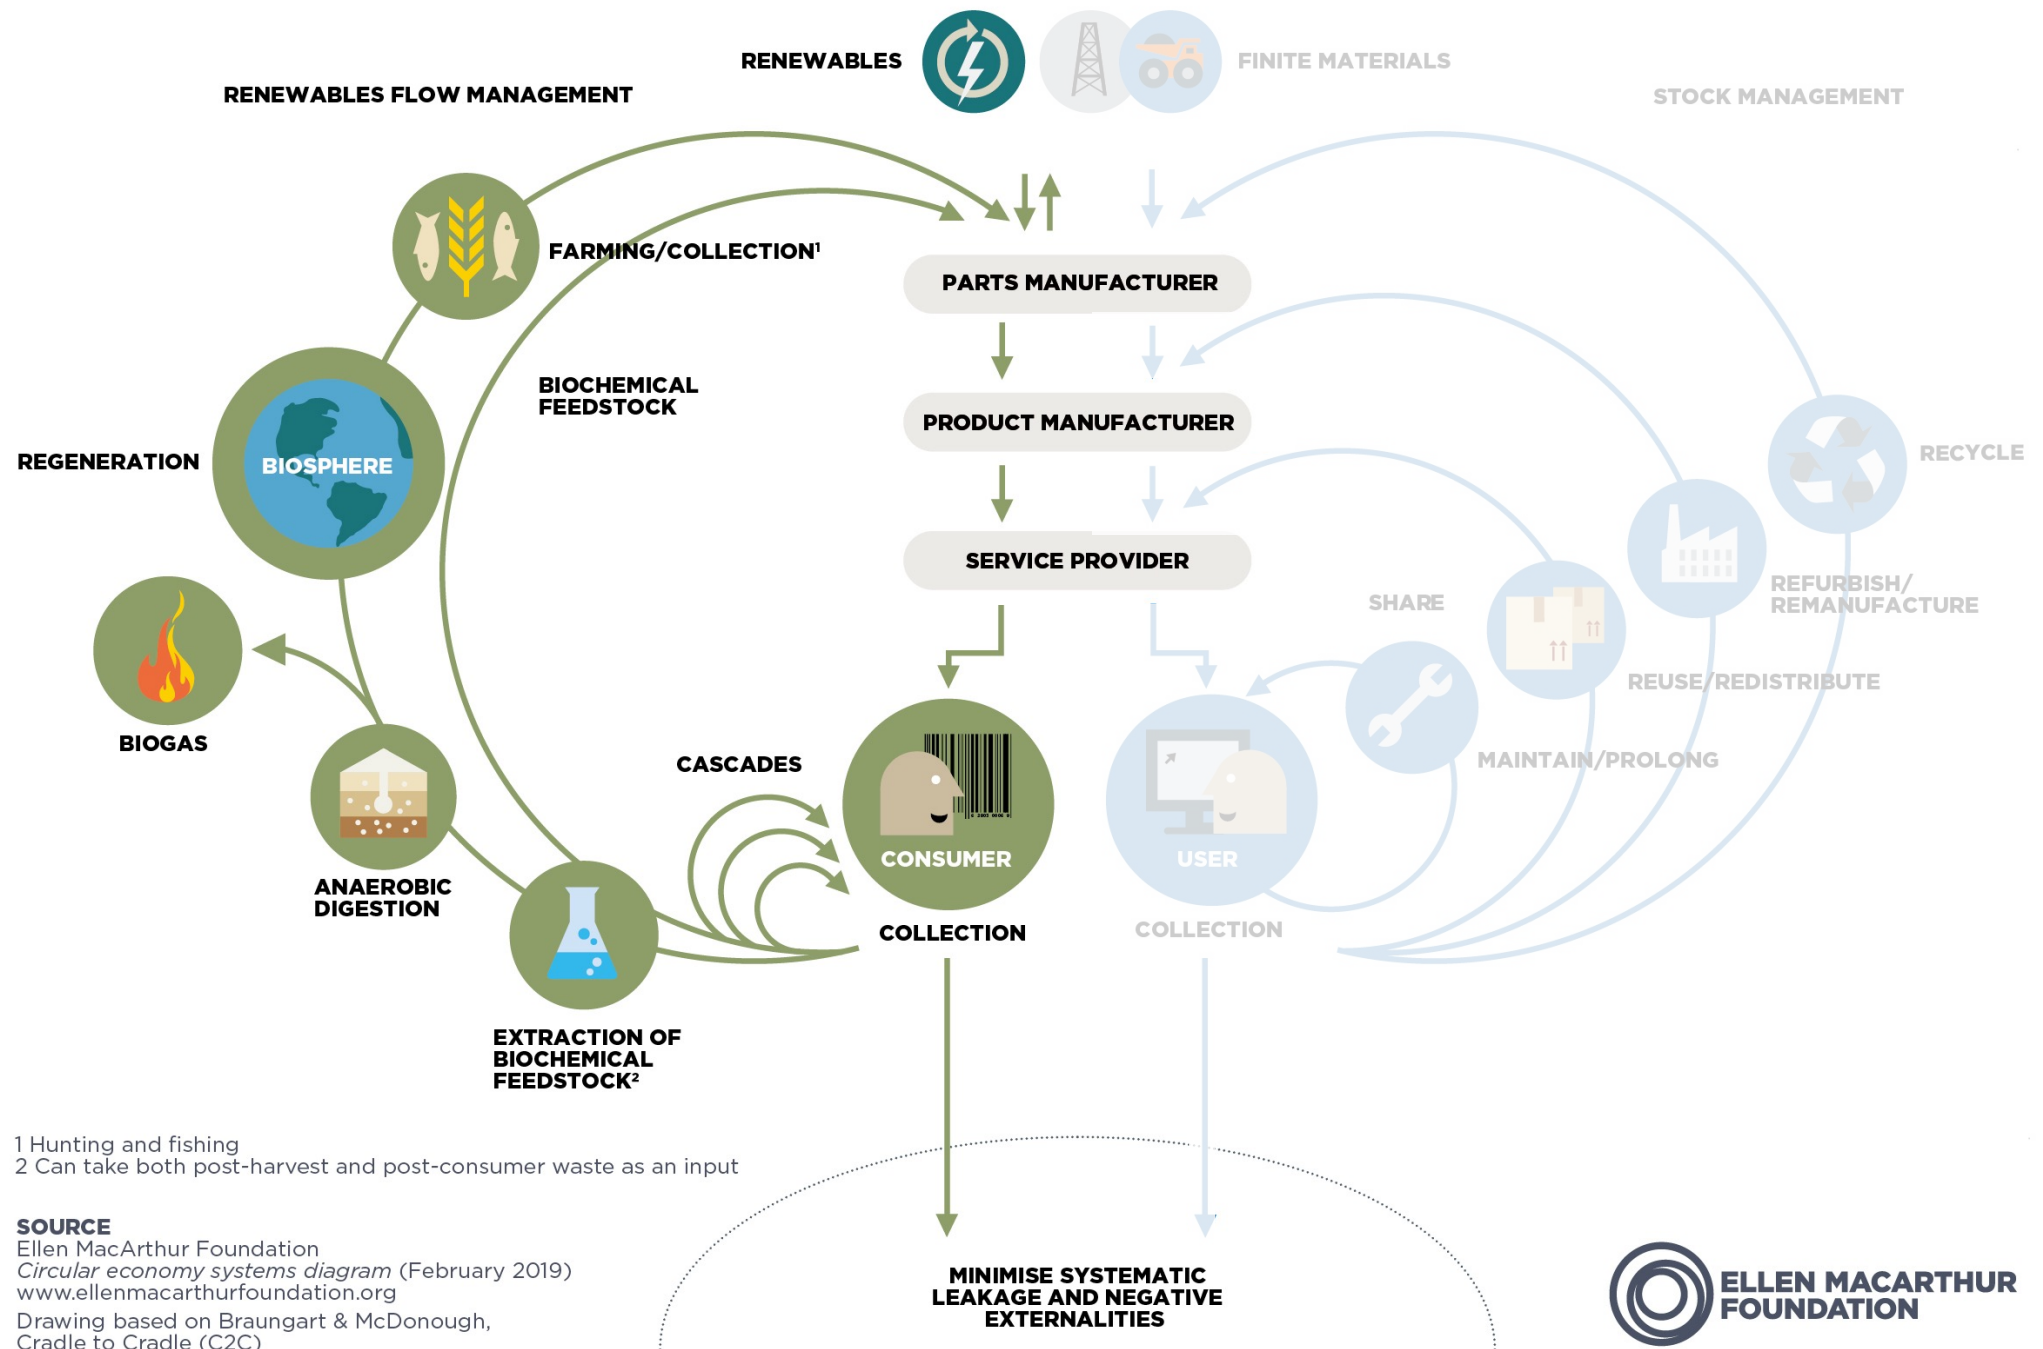 RENEWABLES
FINITE MATERIALS
RENEWABLES FLOW MANAGEMENT
STOCK MANAGEMENT
FARMING/COLLECTION¹
PARTS MANUFACTURER
BIOCHEMICAL
FEEDSTOCK
PRODUCT MANUFACTURER
REGENERATION
BIOSPHERE
RECYCLE
SERVICE PROVIDER
SHARE
REFURBISH/
REMANUFACTURE
REUSE/REDISTRIBUTE
BIOGAS
CASCADES
MAINTAIN/PROLONG
CONSUMER
USER
ANAEROBIC
DIGESTION
COLLECTION
COLLECTION
EXTRACTION OF
BIOCHEMICAL
FEEDSTOCK²
1 Hunting and fishing
2 Can take both post-harvest and post-consumer waste as an input
SOURCE
Ellen MacArthur Foundation
Circular economy systems diagram (February 2019)
www.ellenmacarthurfoundation.org
Drawing based on Braungart & McDonough,
Cradle to Cradle (C2C)
MINIMISE SYSTEMATIC
LEAKAGE AND NEGATIVE
EXTERNALITIES
ELLEN MACARTHUR
FOUNDATION